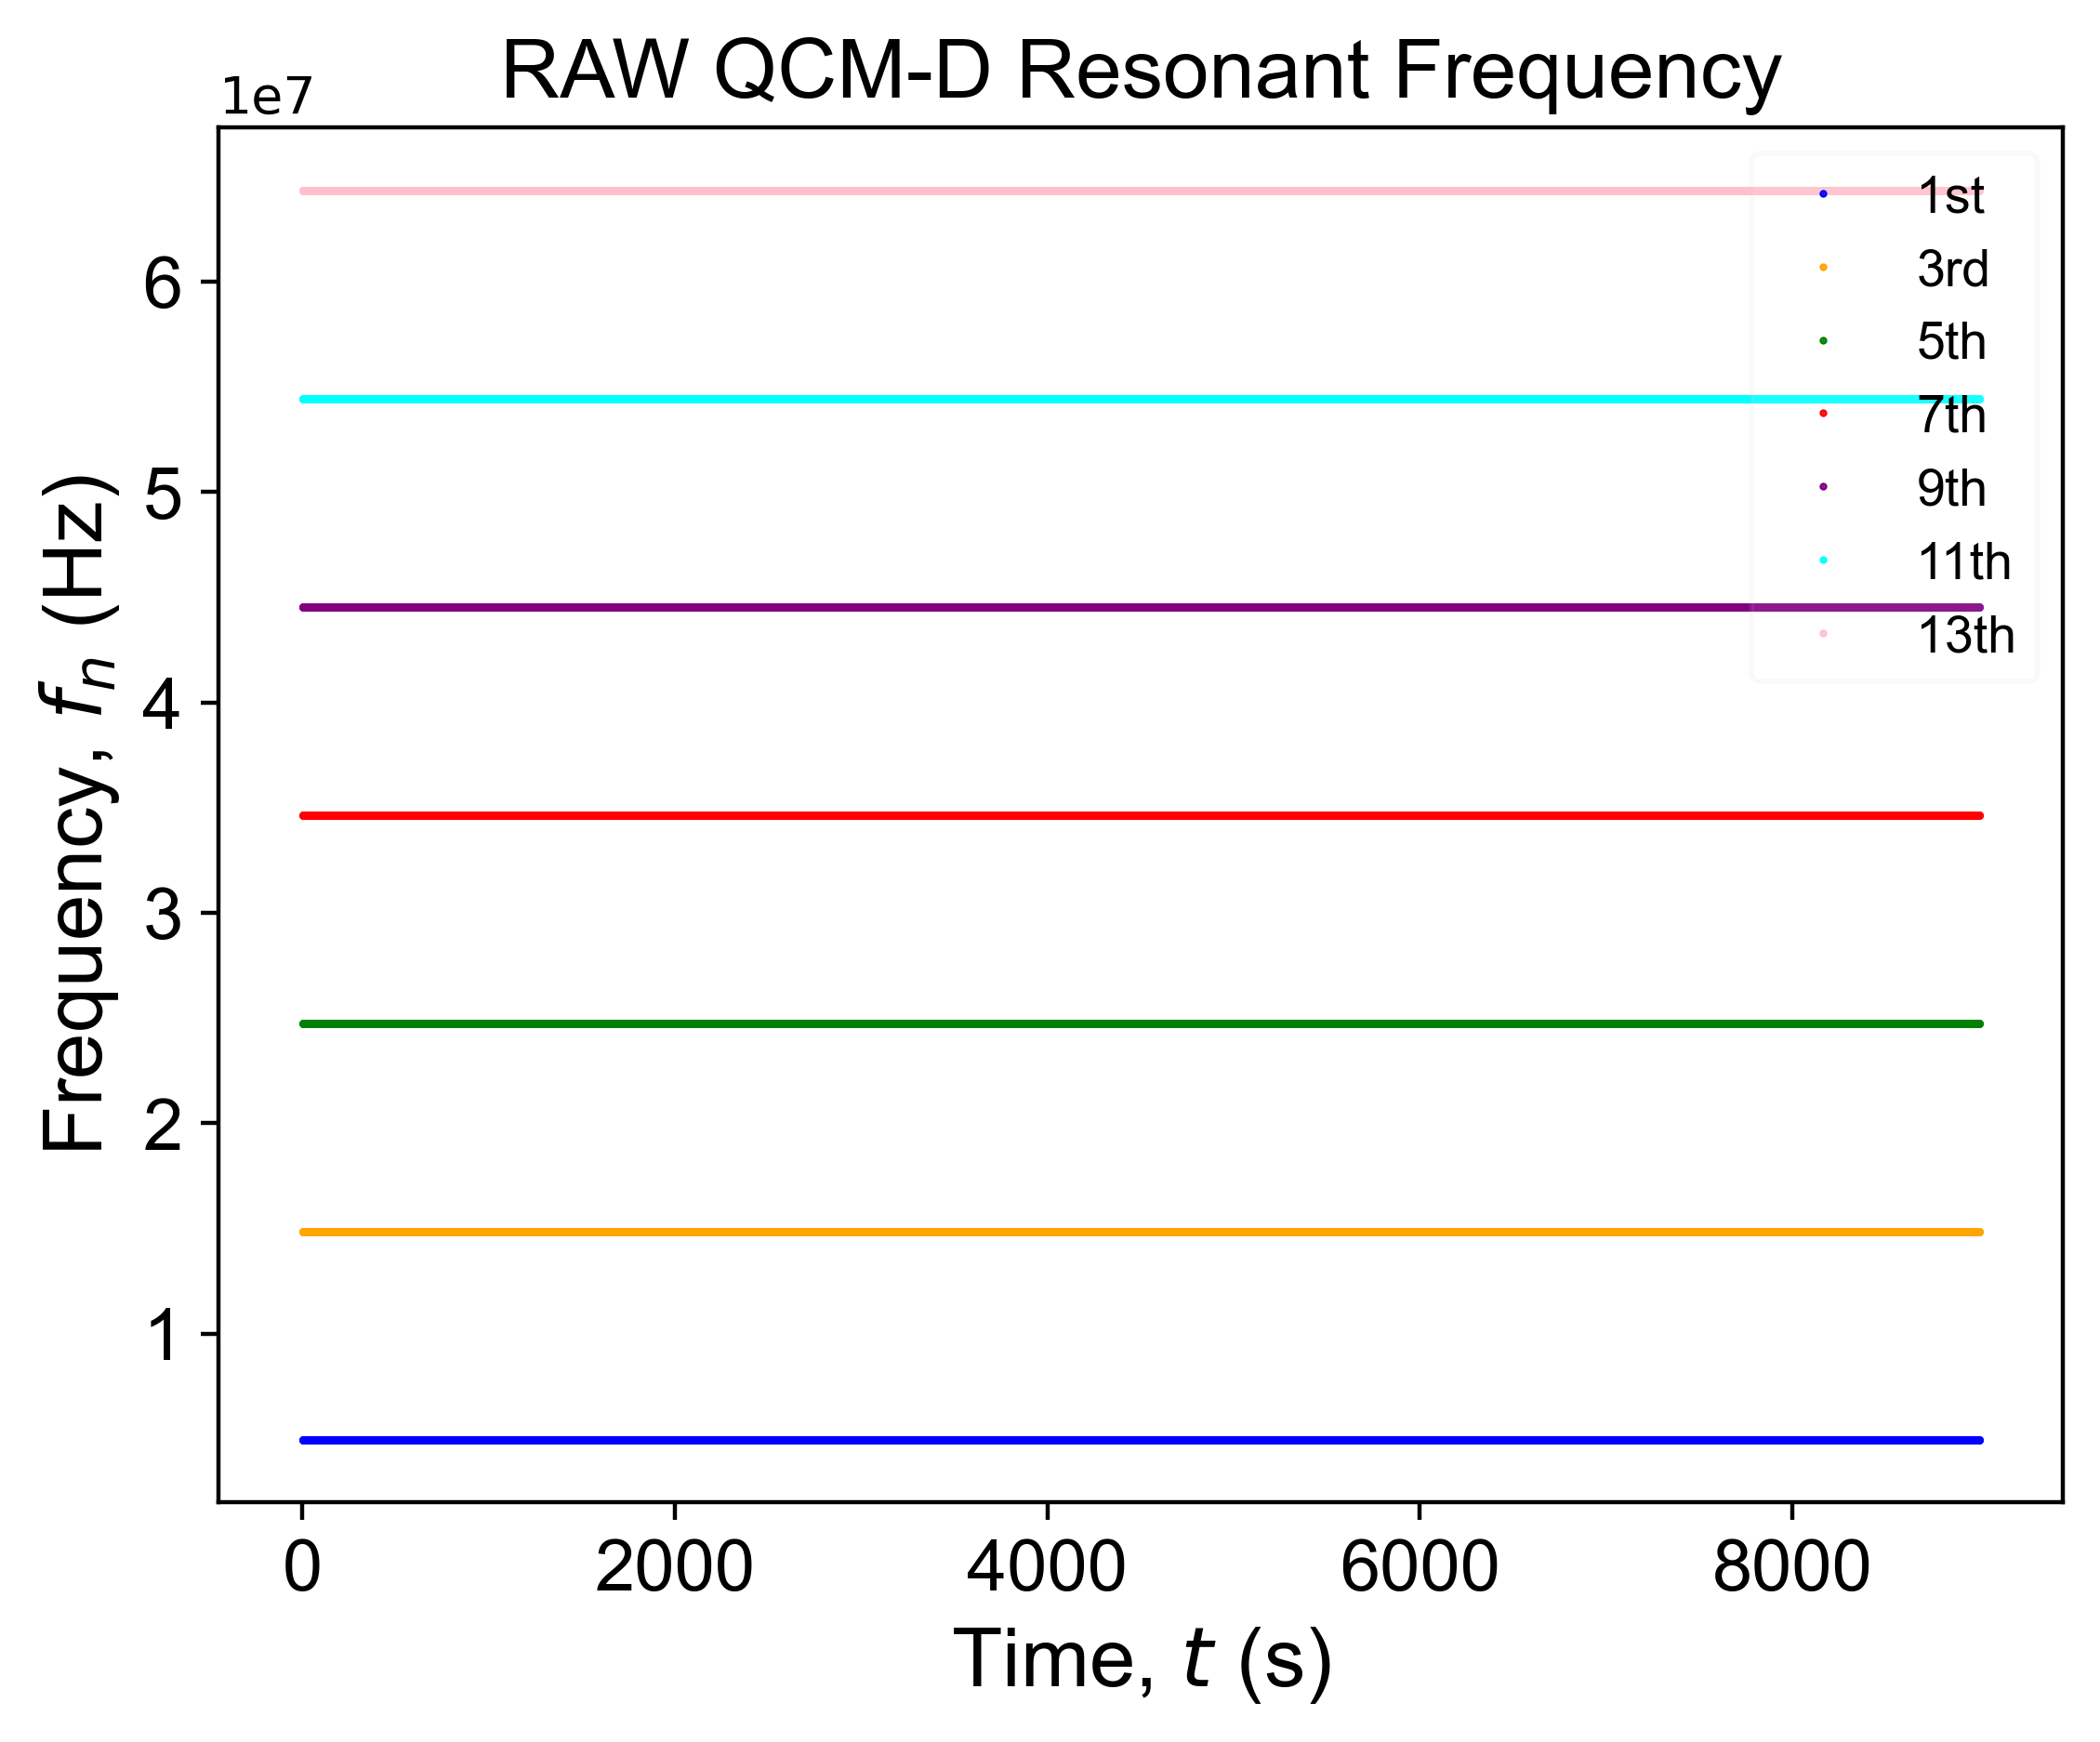 RAW QCM-D Resonant Frequency
1e7
1st
3rd
5th
7th
9th
11th
13th
6
5
4
3
2
1
Frequency, fn (Hz)
0 2000 4000 6000 8000
Time, t (s)